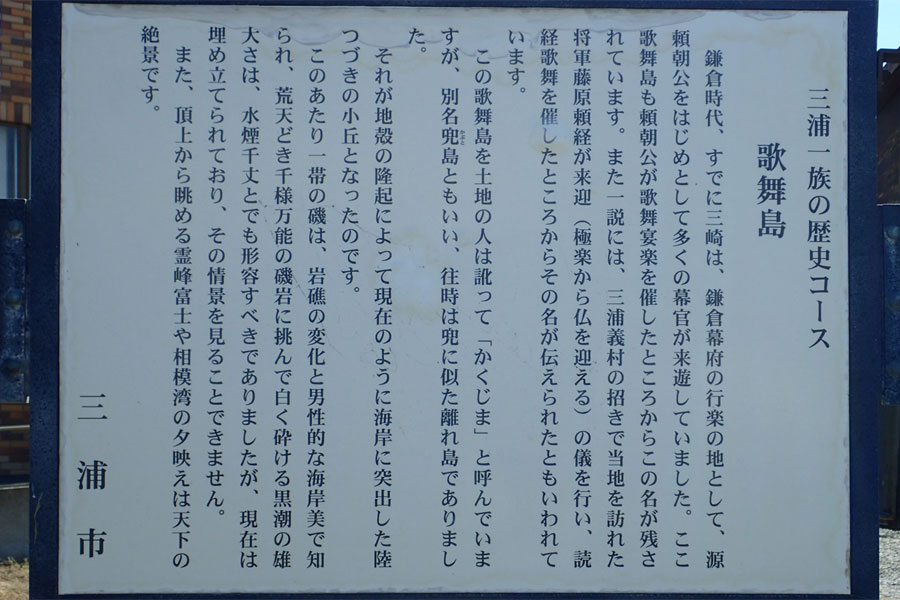 三浦一族の歴史コース
歌舞島
鎌倉時代、すでに三崎は、鎌倉幕府の行楽の地として、源
頼朝公をはじめとして多くの幕官が来遊していました。ここ
歌舞島も頼朝公が歌舞宴楽を催したところからこの名が残さ
れています。また一説には、三浦義村の招きで当地を訪れた
将軍藤原頼経が来迎（極楽から仏を迎える）の儀を行い、読
経歌舞を催したところからその名が伝えられたともいわれて
います。
この歌舞島を土地の人は訛って「かくじま」と呼んでいま
すが、別名兜島ともいい、往時は兜に似た離れ島でありまし
た。
それが地殻の隆起によって現在のように海岸に突出した陸
つづきの小丘となったのです。
このあたり一帯の磯は、岩礁の変化と男性的な海岸美で知
られ、荒天どき千様万能の磯岩に挑んで白く砕ける黒潮の雄
大さは、水煙千丈とでも形容すべきでありましたが、現在は
埋め立てられており、その情景を見ることできません。
また、頂上から眺める霊峰富士や相模湾の夕映えは天下の
絶景です。
三浦市